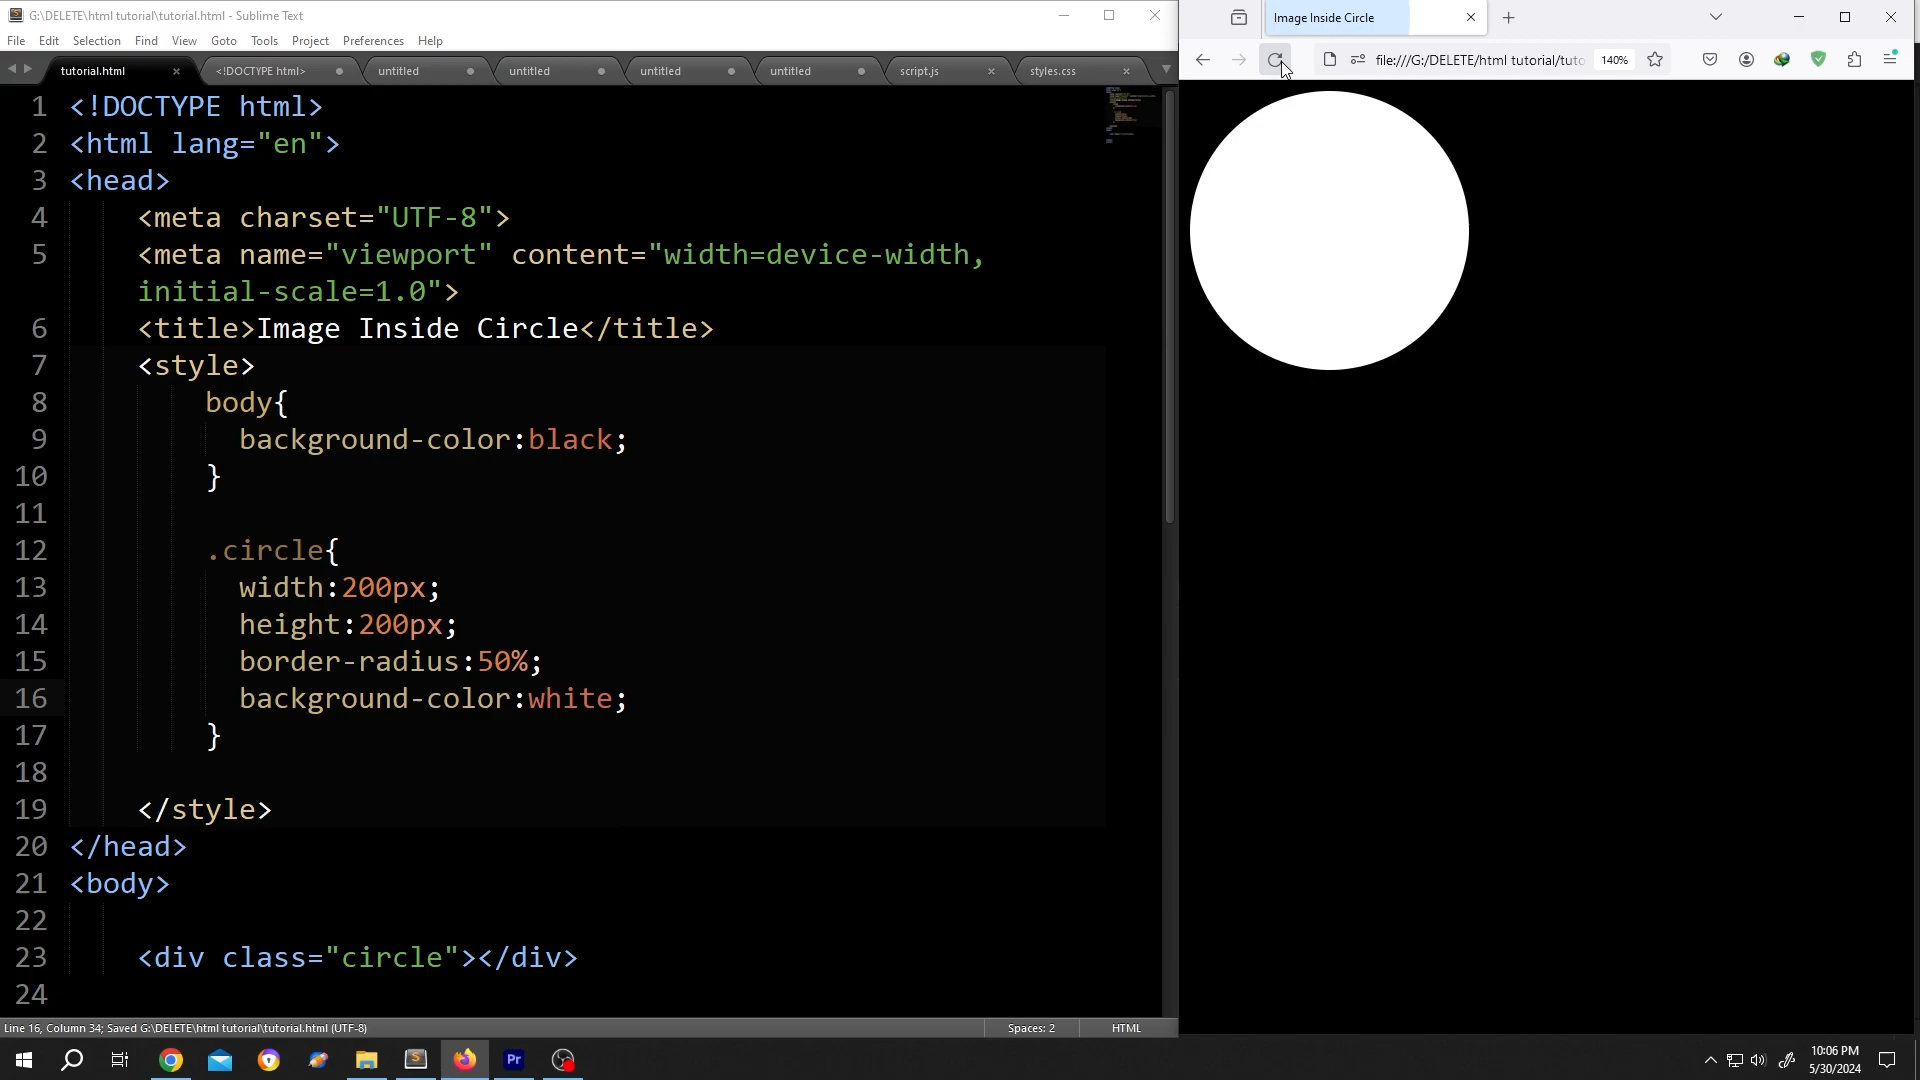 G:\DELETE\html tutorial\tutorial.html - Sublime Text
File Edit Selection Find View Goto Tools Project Preferences Help
tutorial.html <!DOCTYPE html> untitled untitled untitled untitled script.js styles.css
1 <!DOCTYPE html>
2 <html lang="en">
3 <head>
4 <meta charset="UTF-8">
5 <meta name="viewport" content="width=device-width,
initial-scale=1.0">
6 <title>Image Inside Circle</title>
7 <style>
8 body{
9 background-color:black;
10 }
11
12 .circle{
13 width:200px;
14 height:200px;
15 border-radius:50%;
16 background-color:white;
17 }
18
19 </style>
20 </head>
21 <body>
22
23 <div class="circle"></div>
24
Line 16, Column 34; Saved G:\DELETE\html tutorial\tutorial.html (UTF-8)
Spaces: 2
HTML
Image Inside Circle
file:///G:/DELETE/html tutorial/tuto
140%
Pr
10:06 PM
5/30/2024